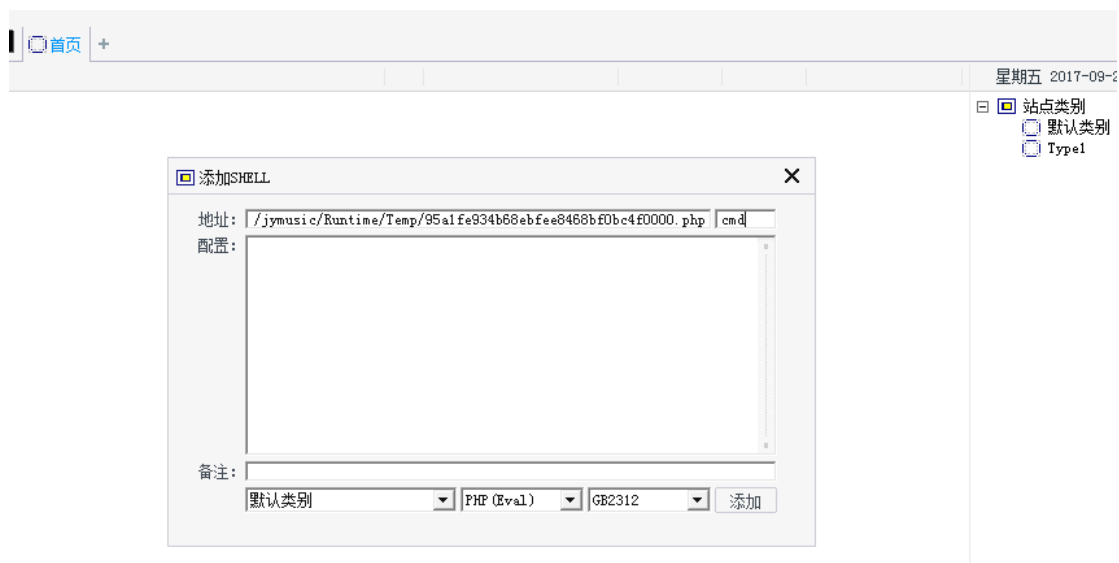 首页 +
星期五 2017-09-2
站点类别
默认类别
Type1
添加SHELL
地址: /jymusic/Runtime/Temp/95a1fe934b68ebfee8468bf0bc4f0000.php cmd
配置:
备注:
默认类别 PHP(Eval) GB2312 添加